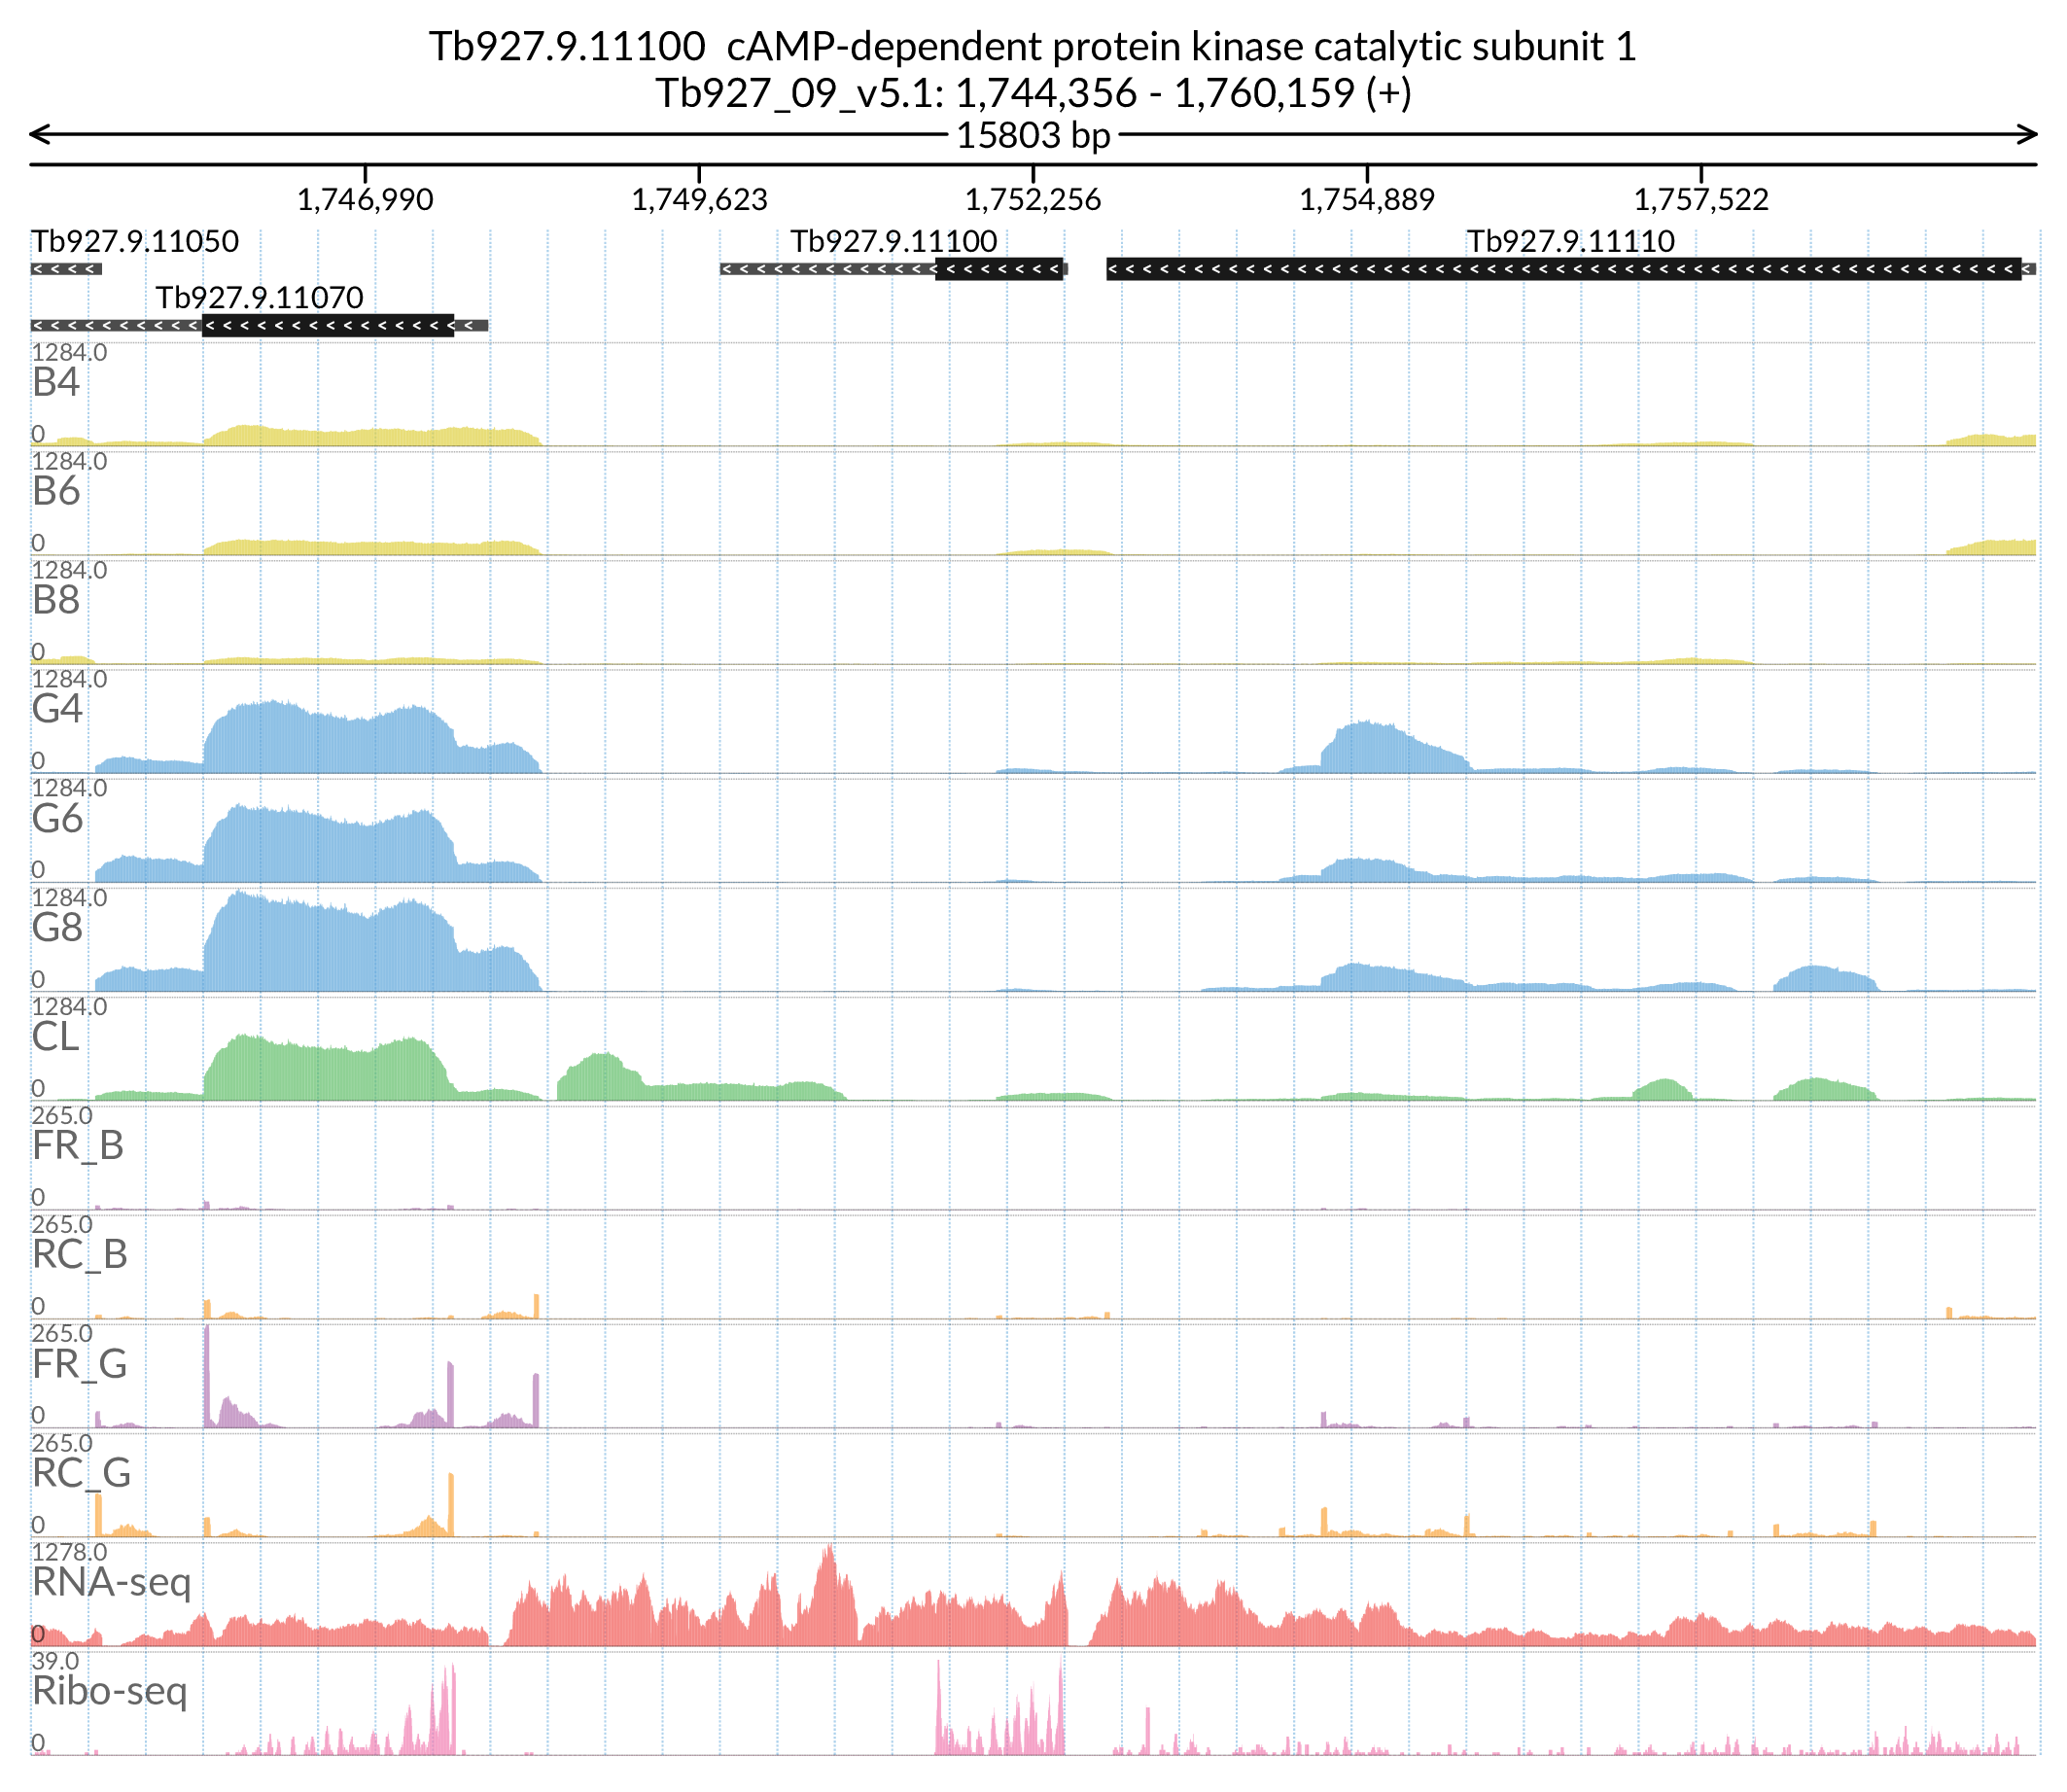 Tb927.9.11100  cAMP-dependent protein kinase catalytic subunit 1
Tb927_09_v5.1: 1,744,356 - 1,760,159 (+)
15803 bp
1,746,990 1,749,623 1,752,256 1,754,889 1,757,522
Tb927.9.11050 Tb927.9.11100 Tb927.9.11110
Tb927.9.11070
1284.0
B4
0
1284.0
B6
0
1284.0
B8
0
1284.0
G4
0
1284.0
G6
0
1284.0
G8
0
1284.0
CL
0
265.0
FR_B
0
265.0
RC_B
0
265.0
FR_G
0
265.0
RC_G
0
1278.0
RNA-seq
0
39.0
Ribo-seq
0